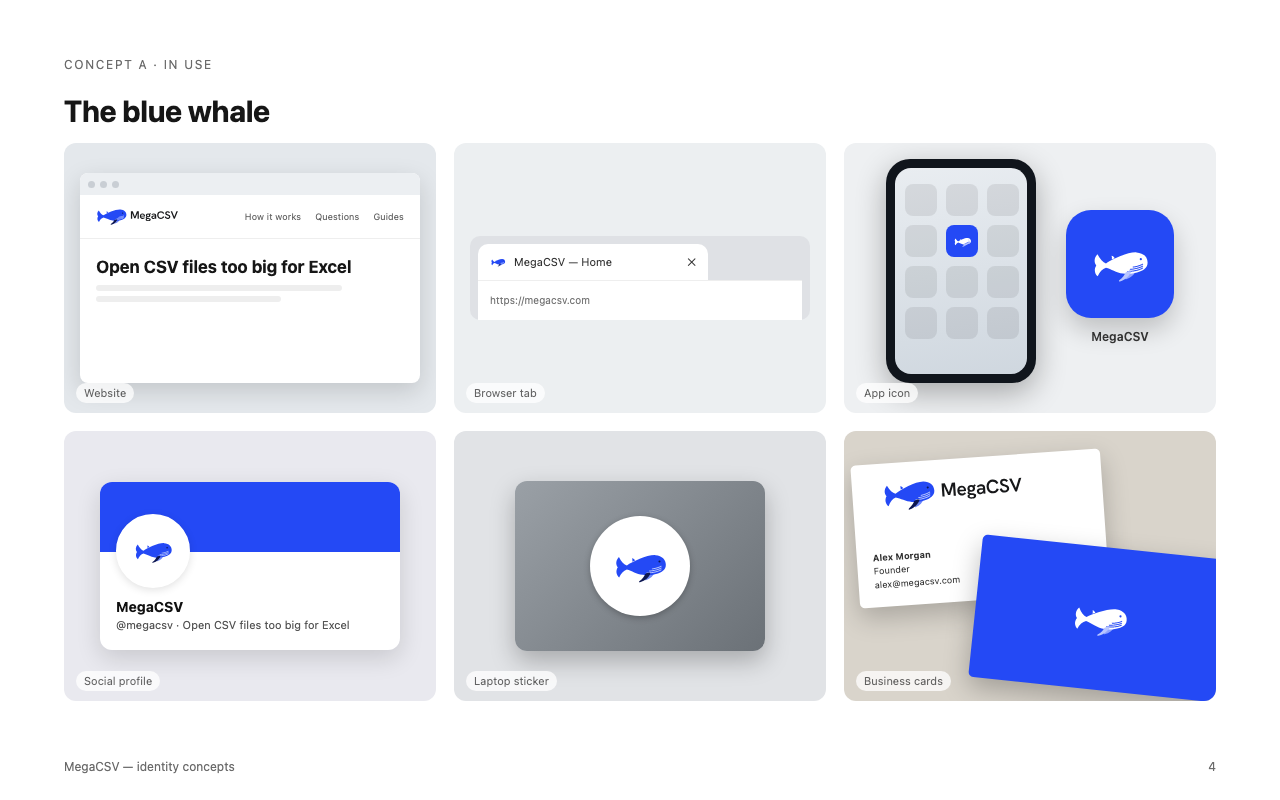 CONCEPT A · IN USE
The blue whale
MegaCSV
How it works
Questions
Guides
Open CSV files too big for Excel
Website
MegaCSV — Home
https://megacsv.com
Browser tab
MegaCSV
App icon
MegaCSV
@megacsv · Open CSV files too big for Excel
Social profile
Laptop sticker
MegaCSV
Alex Morgan
Founder
alex@megacsv.com
Business cards
MegaCSV — identity concepts
4